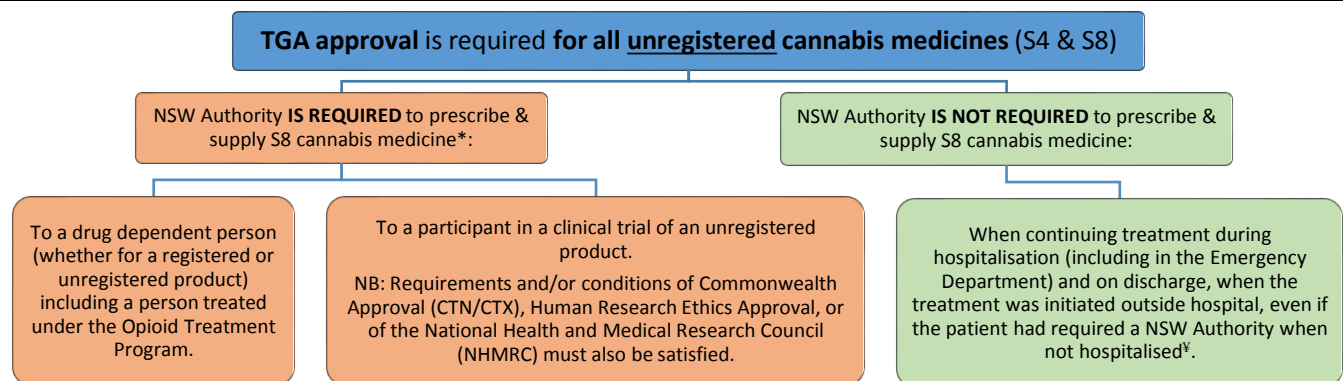 TGA approval is required for all unregistered cannabis medicines (S4 & S8)
NSW Authority IS REQUIRED to prescribe &
supply S8 cannabis medicine*:
NSW Authority IS NOT REQUIRED to prescribe &
supply S8 cannabis medicine:
To a drug dependent person
(whether for a registered or
unregistered product)
including a person treated
under the Opioid Treatment
Program.
To a participant in a clinical trial of an unregistered
product.
NB: Requirements and/or conditions of Commonwealth
Approval (CTN/CTX), Human Research Ethics Approval, or
of the National Health and Medical Research Council
(NHMRC) must also be satisfied.
When continuing treatment during
hospitalisation (including in the Emergency
Department) and on discharge, when the
treatment was initiated outside hospital, even if
the patient had required a NSW Authority when
not hospitalised¥.